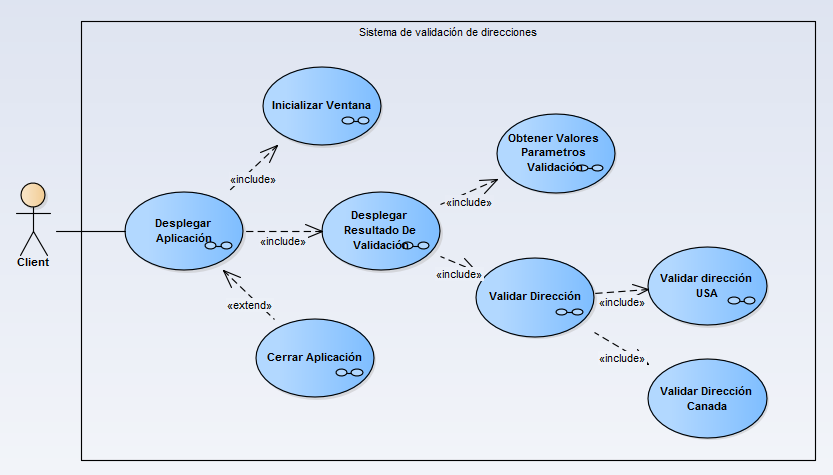 Sistema de validación de direcciones
Inicializar Ventana
Obtener Valores
Parametros
Validación
«include»
«include»
Desplegar
Aplicación
Desplegar
Resultado De
Validación
«include»
Client
«include»
Validar Dirección
Validar dirección
USA
«include»
«extend»
Cerrar Aplicación
«include»
Validar Dirección
Canada